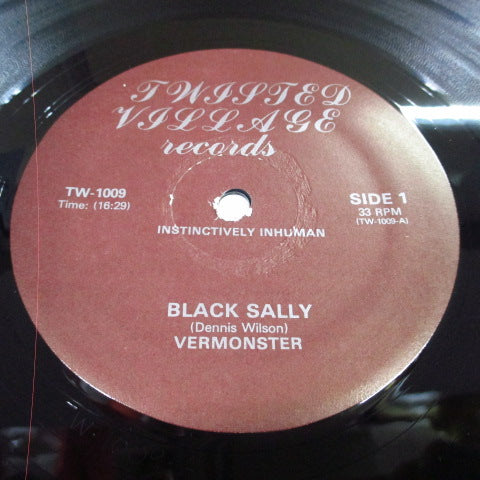 TWISTED
VILLAGE
records
TW-1009
Time: (16:29)
SIDE 1
33 RPM
(TW-1009-A)
INSTINCTIVELY INHUMAN
BLACK SALLY
(Dennis Wilson)
VERMONSTER